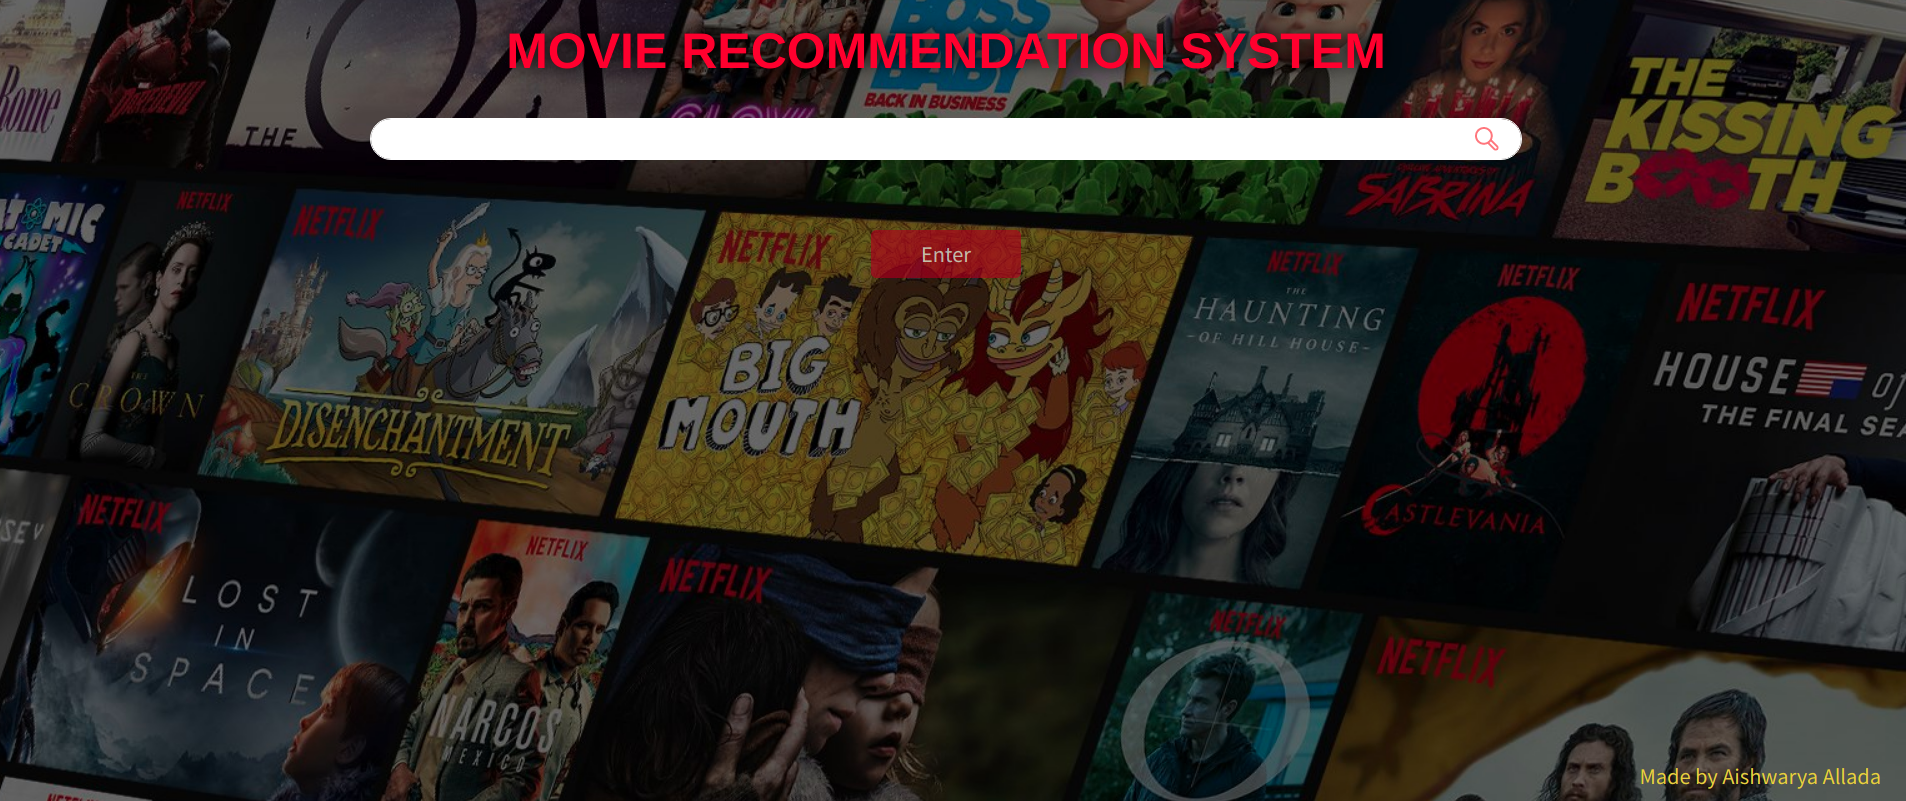 MOVIE RECOMMENDATION SYSTEM
BOSS
BABY
BACK IN BUSINESS
Rome
DAREDEVIL
THE
OA
GLOW
SABRINA
THE
KISSING
BOOTH
Enter
ATOMIC
CADET
NETFLIX
THE
CROWN
NETFLIX
DISENCHANTMENT
NETFLIX
BIG
MOUTH
NETFLIX
THE
HAUNTING
-OF HILL HOUSE-
NETFLIX
CASTLEVANIA
NETFLIX
HOUSE of
THE FINAL SEA
SEY
NETFLIX
LOST
IN
SPACE
NETFLIX
NARCOS
MEXICO
NETFLIX
NETFLIX
NETFLIX
NETFLIX
Made by Aishwarya Allada